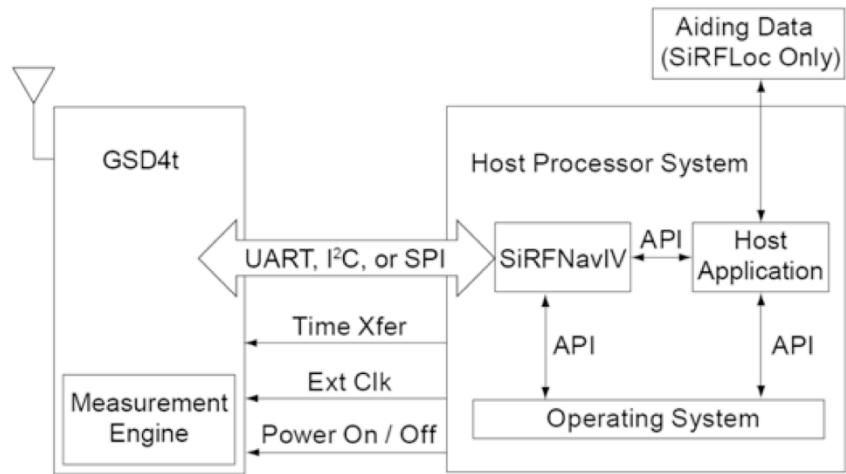 Aiding Data
(SiRFLoc Only)
GSD4t
Host Processor System
UART, I²C, or SPI
SiRFNavIV
API
Host
Application
Time Xfer
API
API
Ext Clk
Measurement
Engine
Operating System
Power On / Off